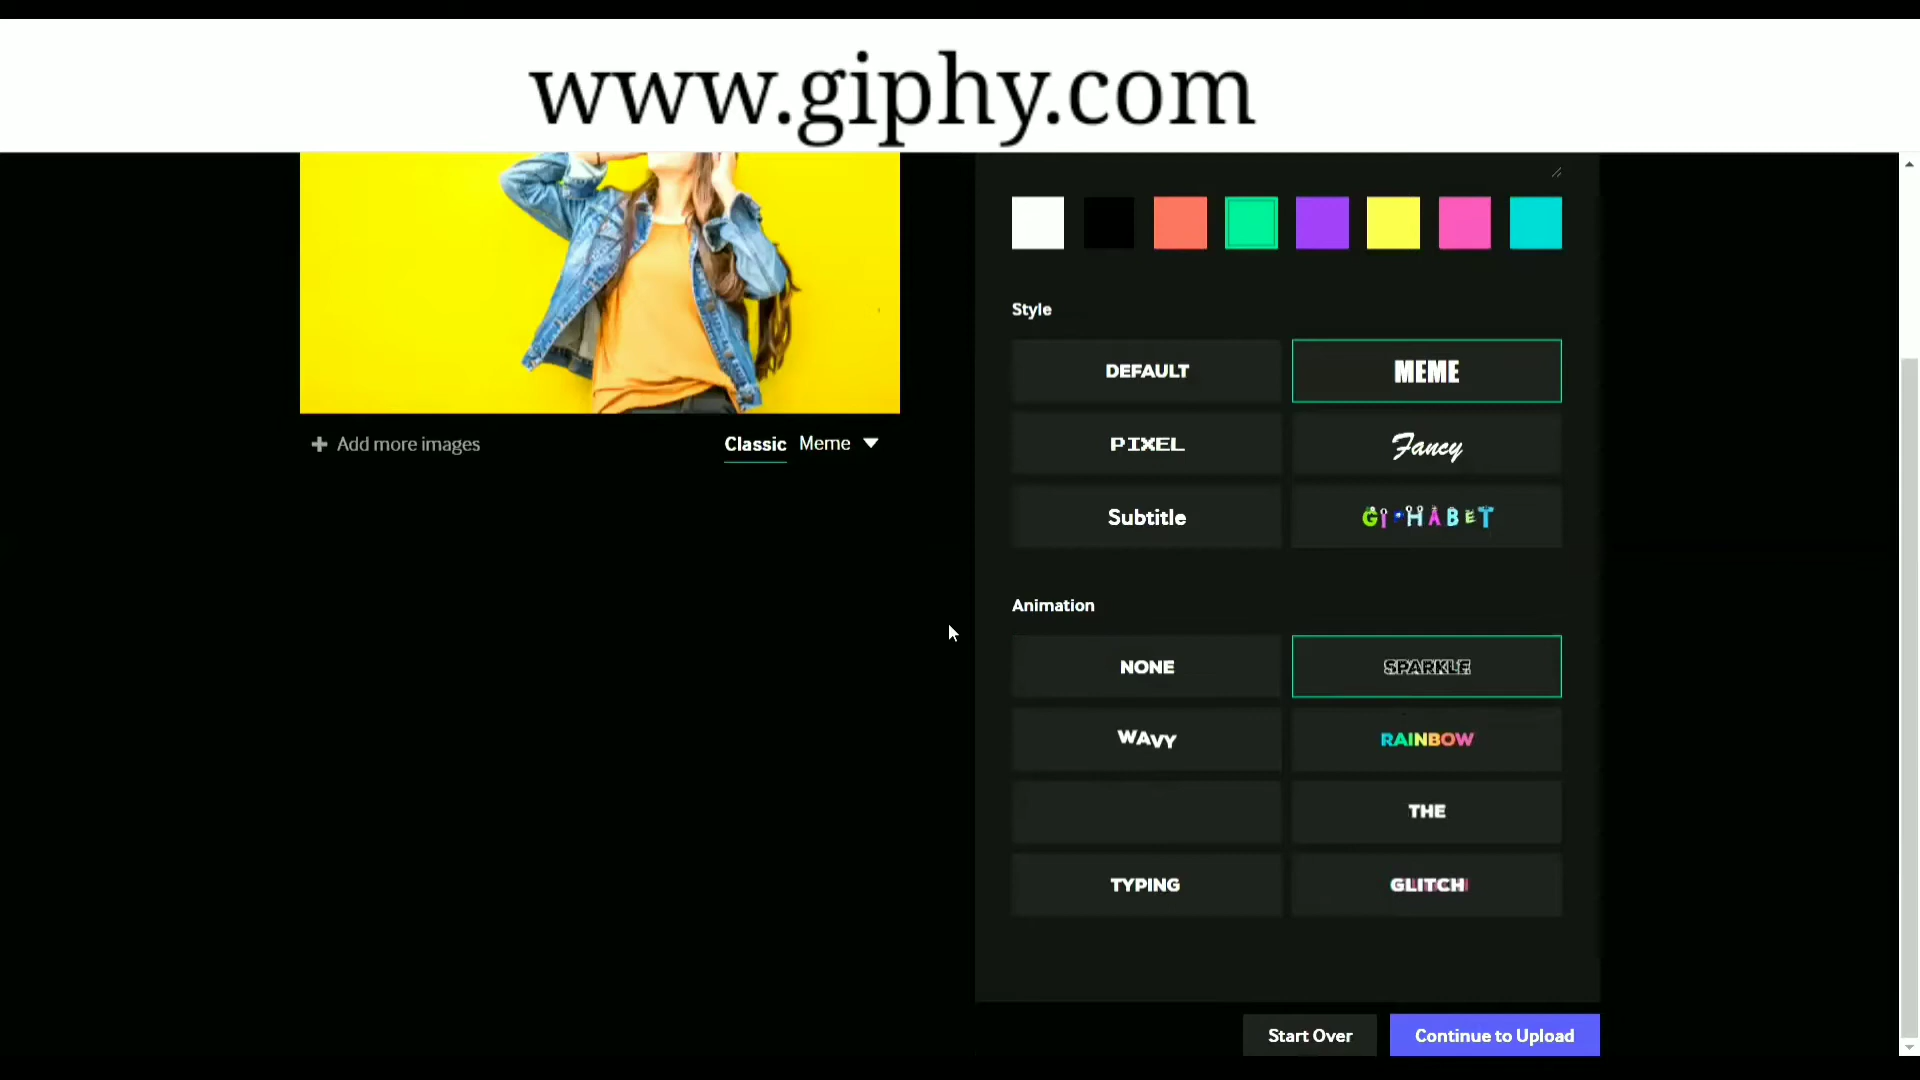 www.giphy.com
Style
DEFAULT
MEME
Add more images
Classic Meme
PIXEL
Fancy
Subtitle
GIPHABET
Animation
NONE
SPARKLE
WAVY
RAINBOW
THE
TYPING
GLITCH
Start Over
Continue to Upload